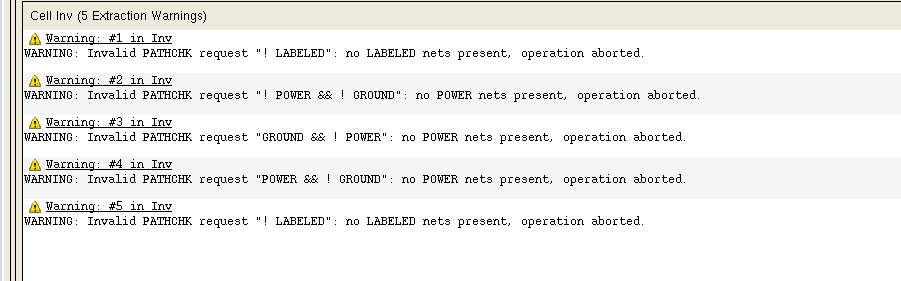 Cell Inv (5 Extraction Warnings)
Warning: #1 in Inv
WARNING: Invalid PATHCHK request "! LABELED": no LABELED nets present, operation aborted.
Warning: #2 in Inv
WARNING: Invalid PATHCHK request "! POWER && ! GROUND": no POWER nets present, operation aborted.
Warning: #3 in Inv
WARNING: Invalid PATHCHK request "GROUND && ! POWER": no POWER nets present, operation aborted.
Warning: #4 in Inv
WARNING: Invalid PATHCHK request "POWER && ! GROUND": no POWER nets present, operation aborted.
Warning: #5 in Inv
WARNING: Invalid PATHCHK request "! LABELED": no LABELED nets present, operation aborted.